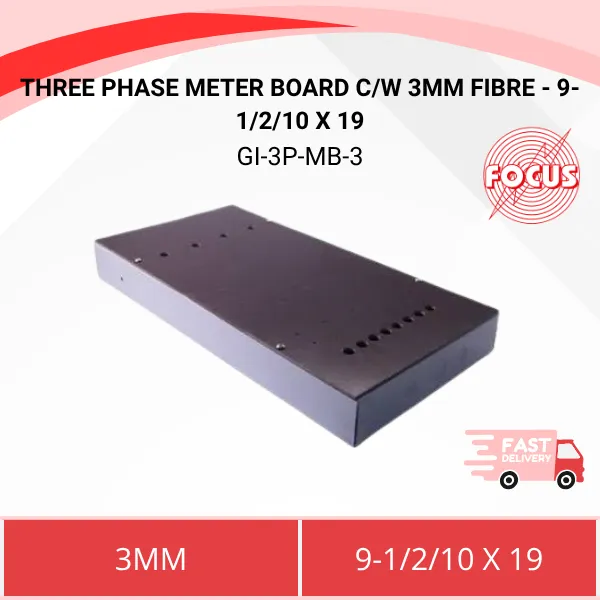 THREE PHASE METER BOARD C/W 3MM FIBRE - 9-
1/2/10 X 19
GI-3P-MB-3
FOCUS
FAST
DELIVERY
3MM
9-1/2/10 X 19